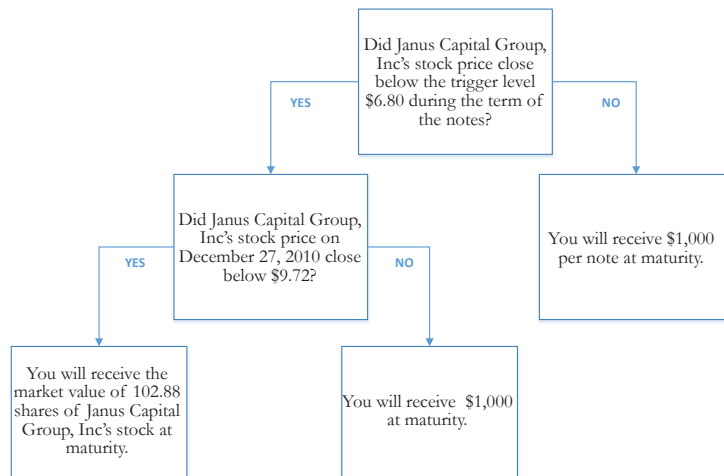 Did Janus Capital Group,
Inc's stock price close
below the trigger level
$6.80 during the term of
the notes?
YES
NO
Did Janus Capital Group,
Inc's stock price on
December 27, 2010 close
below $9.72?
You will receive $1,000
per note at maturity.
YES
NO
You will receive the
market value of 102.88
shares of Janus Capital
Group, Inc's stock at
maturity.
You will receive $1,000
at maturity.